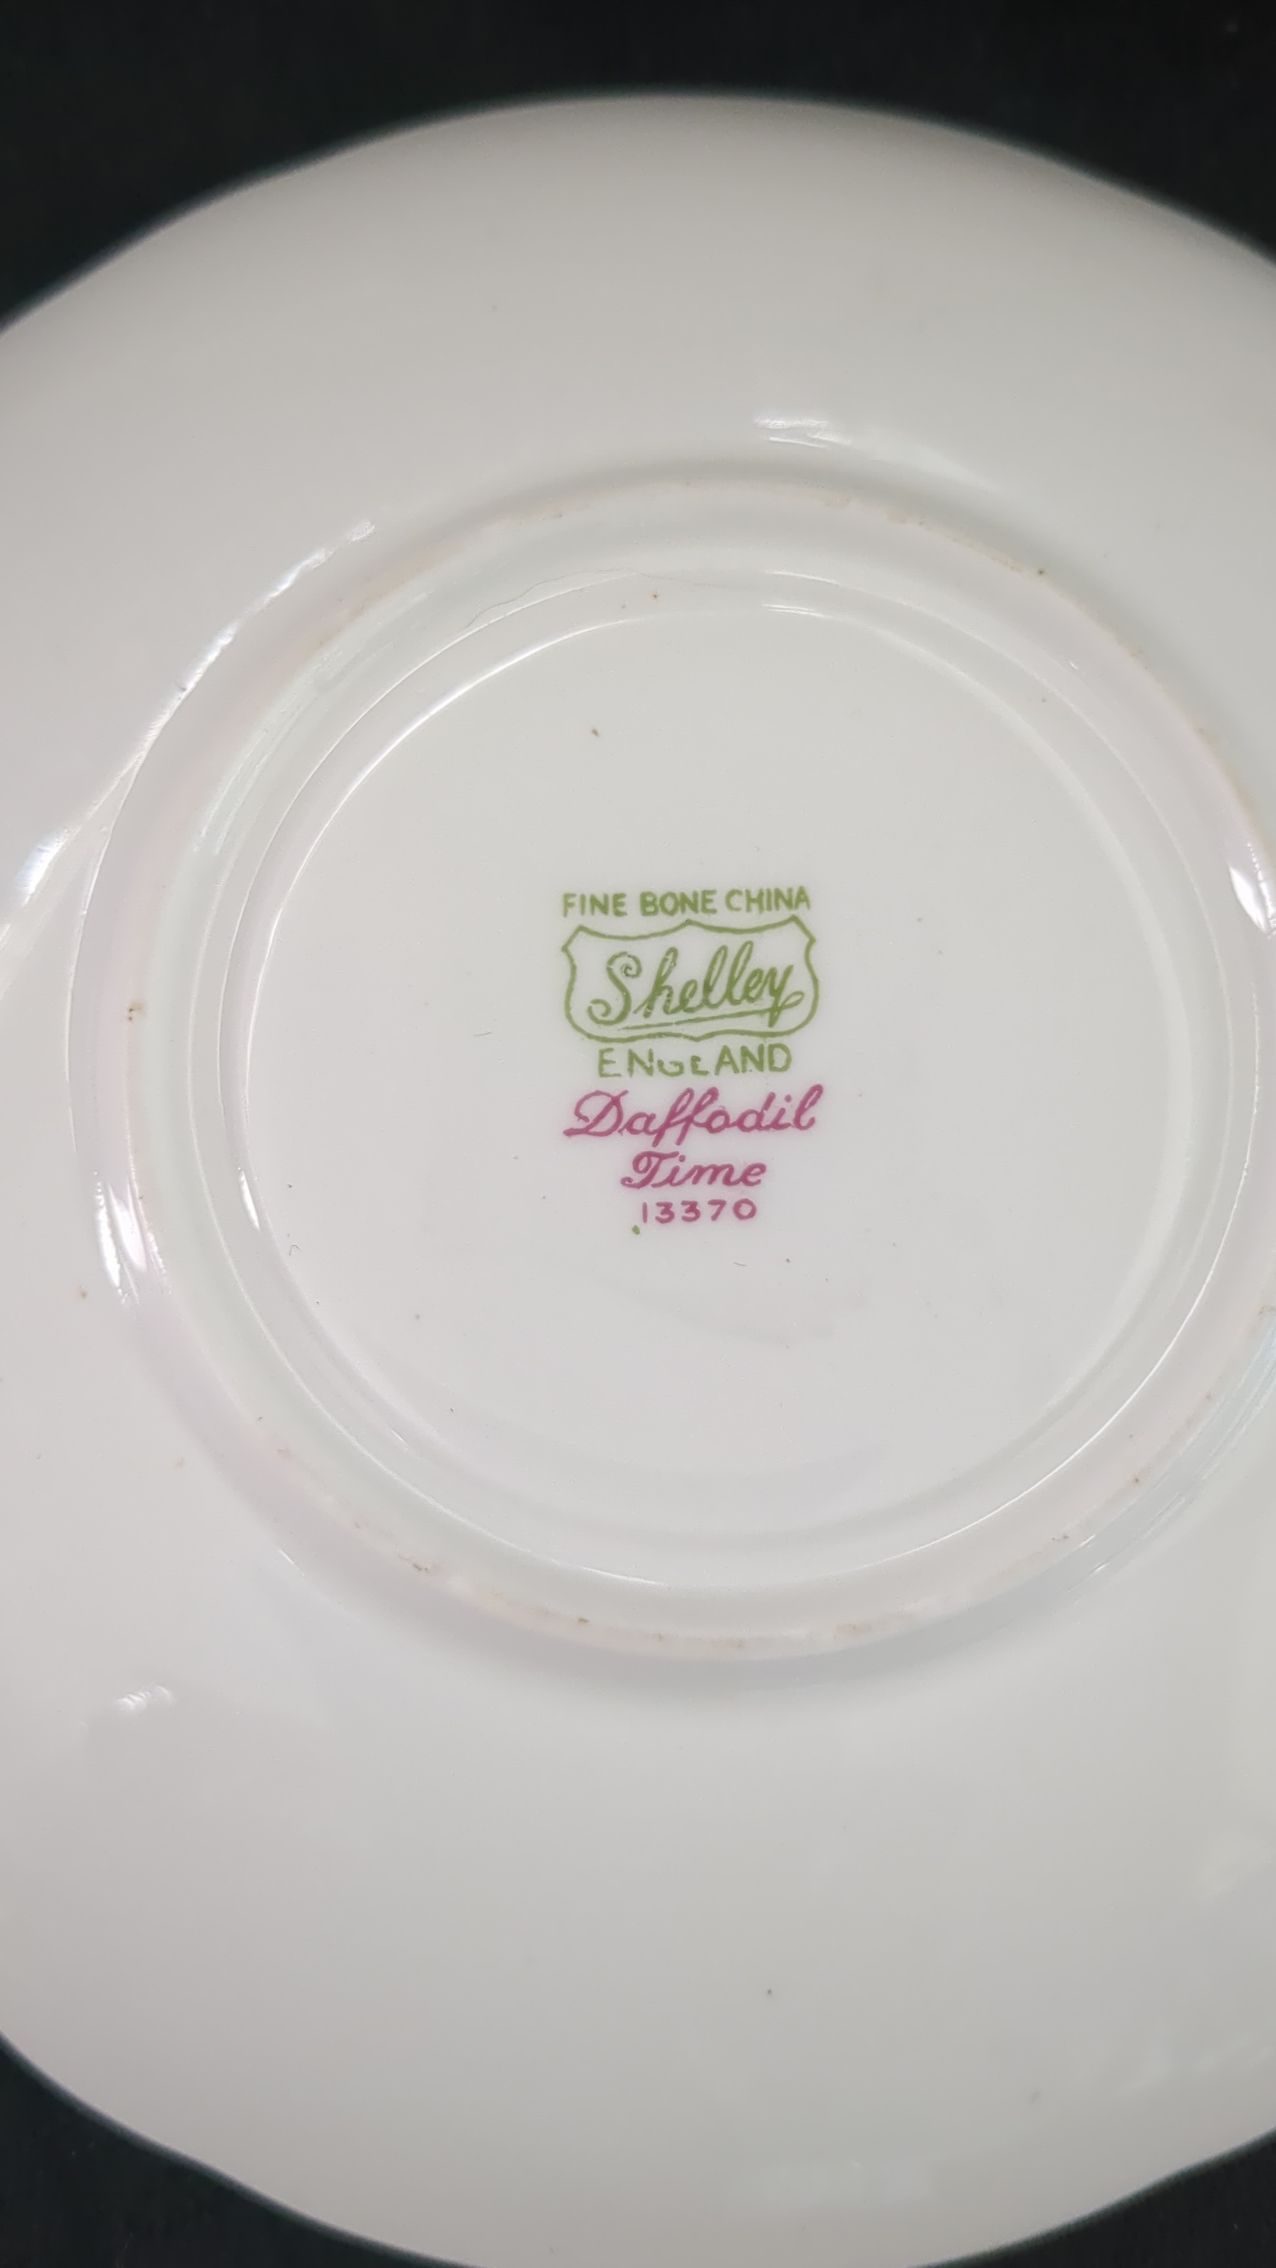 FINE BONE CHINA
Shelley
ENGLAND
Daffodil
Time
13370